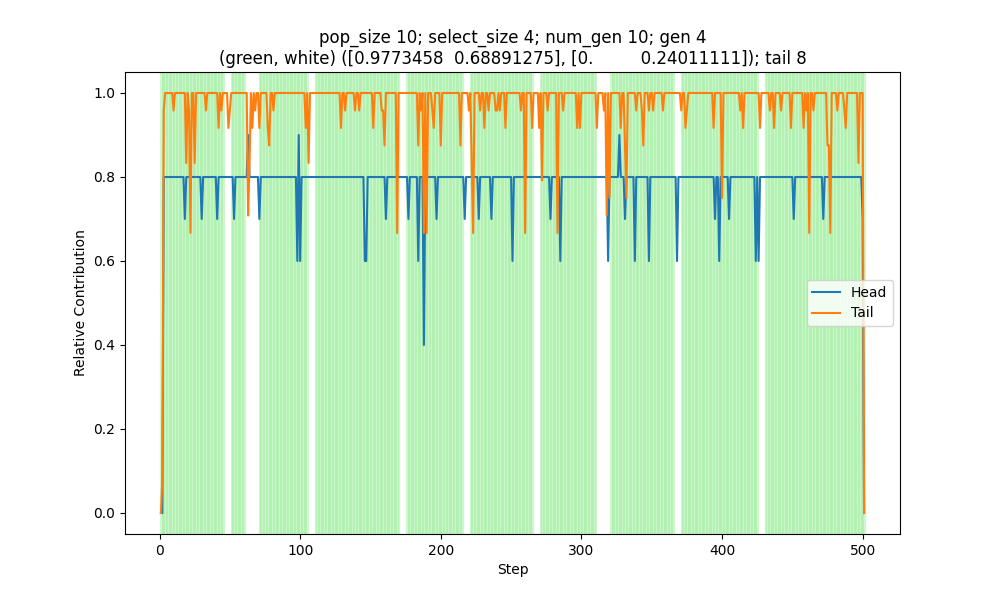 pop_size 10; select_size 4; num_gen 10; gen 4
(green, white) ([0.9773458 0.68891275], [0. 0.24011111]); tail 8
1.0
0.8
0.6
0.4
0.2
0.0
Relative Contribution
Head
Tail
0 100 200 300 400 500
Step